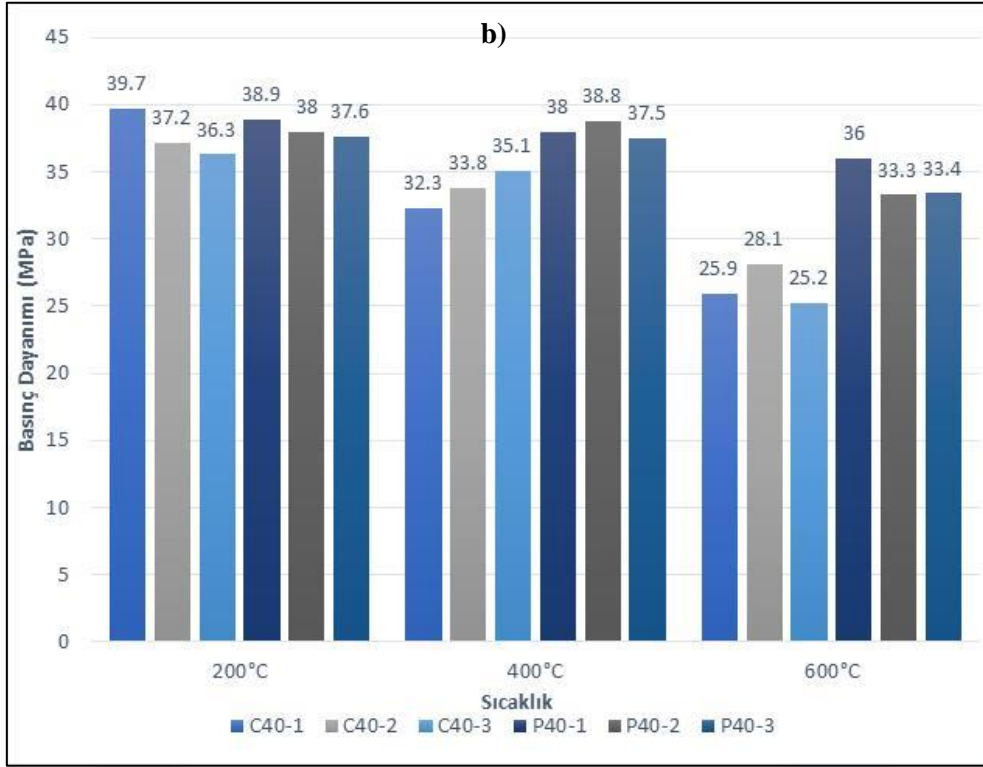 b)
Basınç Dayanımı (MPa)
45
40
35
30
25
20
15
10
5
0
39.7 37.2 36.3 38.9 38 37.6
32.3 33.8 35.1 38 38.8 37.5
25.9 28.1 25.2 36 33.3 33.4
200°C 400°C 600°C
Sıcaklık
C40-1 C40-2 C40-3 P40-1 P40-2 P40-3